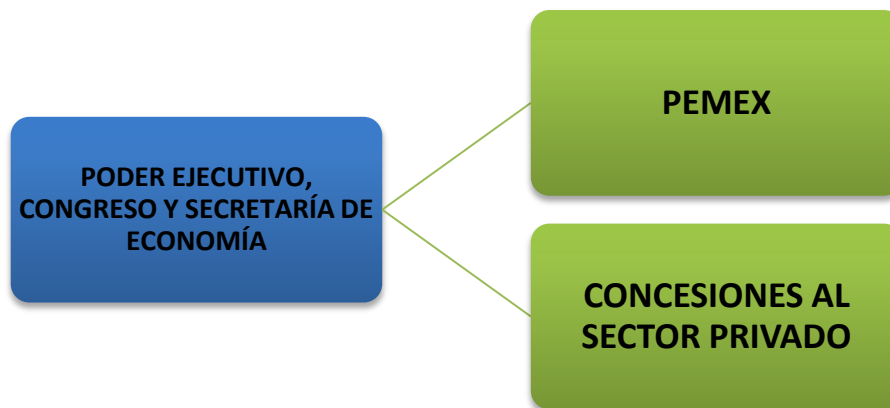 PODER EJECUTIVO,
CONGRESO Y SECRETARÍA DE
ECONOMÍA
PEMEX
CONCESIONES AL
SECTOR PRIVADO